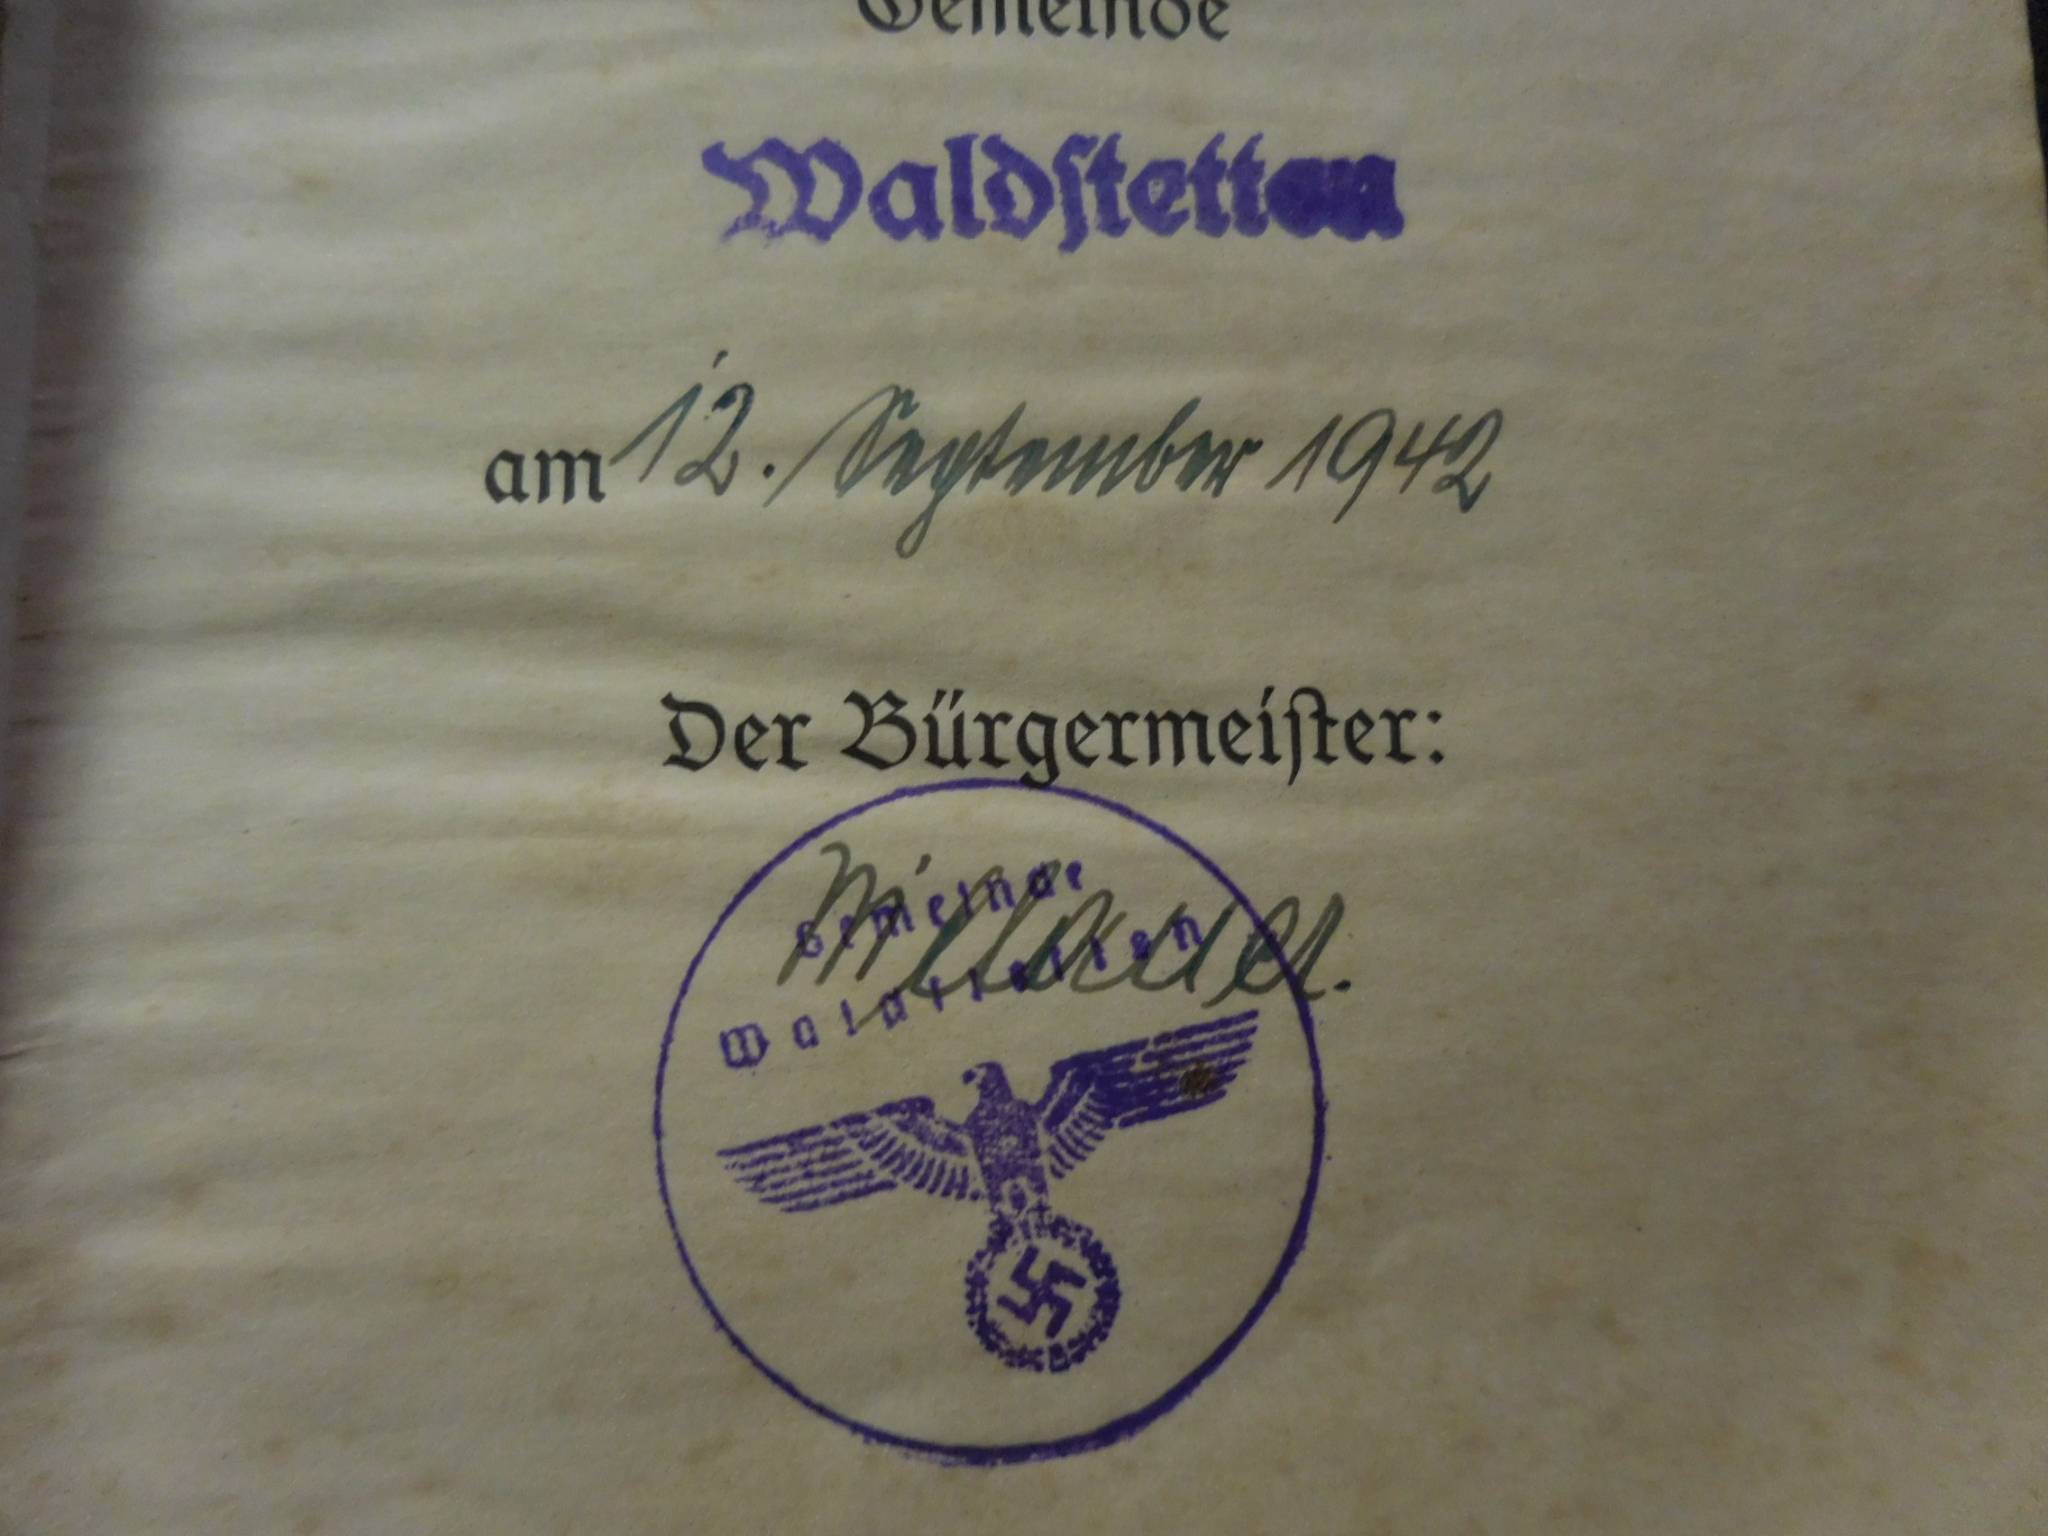 Gemeinde
Waldstetten
am 12. September 1942
Der Bürgermeister:
Gemeinde
Waldstetten